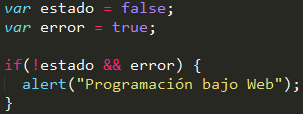 var estado = false;
var error = true;
if(!estado && error) {
alert("Programación bajo Web");
}